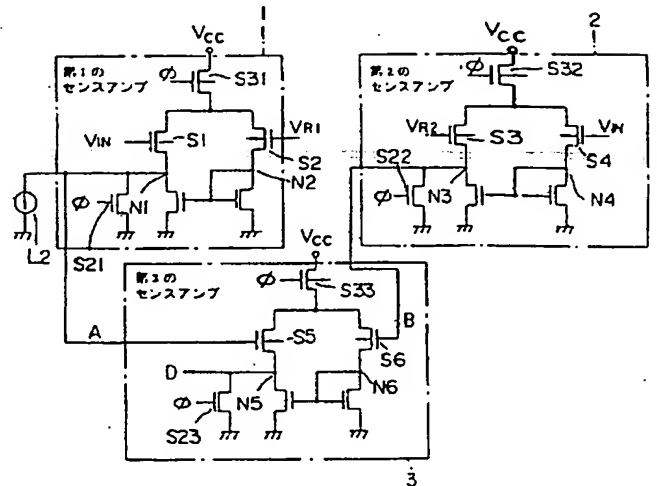 1
2
VCC
VCC
第1の
センスアンプ
φ
S31
第2の
センスアンプ
φ
S32
VIN
S1
VR1
S2
VR2
S3
VIN
S4
S22
N1
N2
N3
N4
φ
φ
L2
S21
VCC
第3の
センスアンプ
φ
S33
A
S5
B
S6
D
N5
N6
φ
S23
3